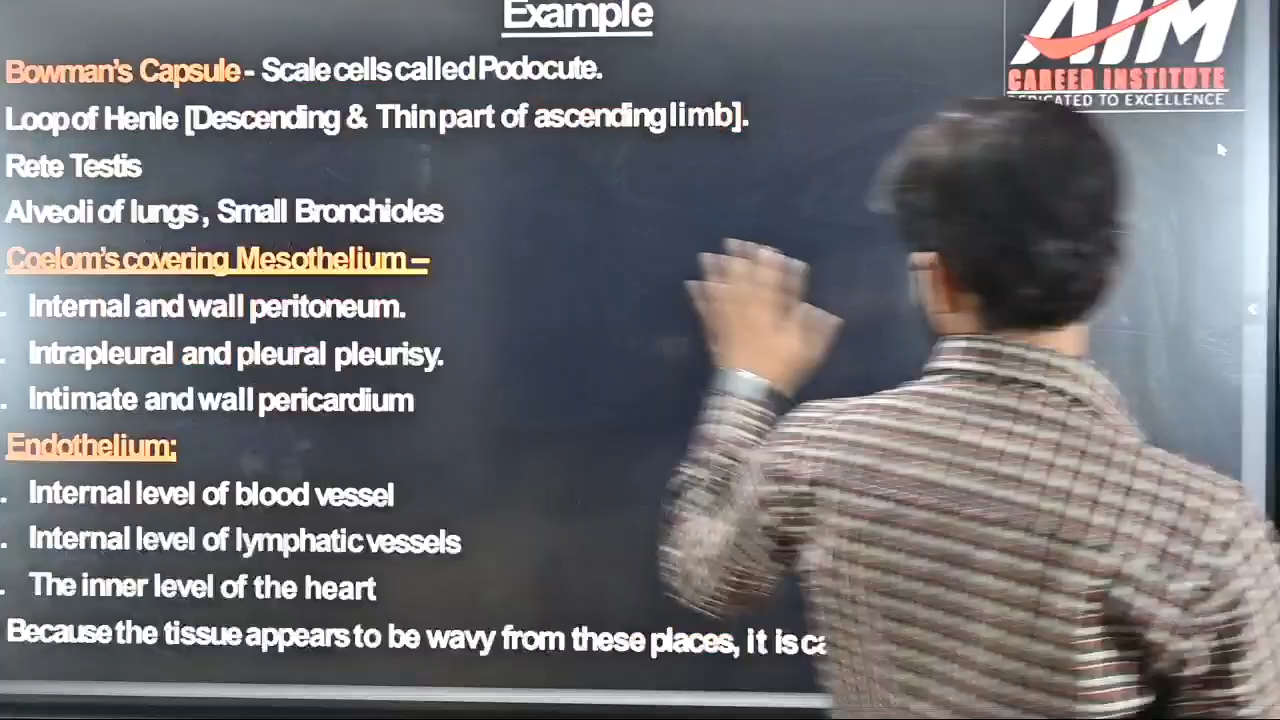 Example
AIM
CAREER INSTITUTE
DEDICATED TO EXCELLENCE
Bowman's Capsule - Scale cells called Podocute.
Loop of Henle [Descending & Thin part of ascending limb].
Rete Testis
Alveoli of lungs , Small Bronchioles
Coelom's covering Mesothelium –
. Internal and wall peritoneum.
. Intrapleural and pleural pleurisy.
. Intimate and wall pericardium
Endothelium:
. Internal level of blood vessel
. Internal level of lymphatic vessels
. The inner level of the heart
Because the tissue appears to be wavy from these places, it is